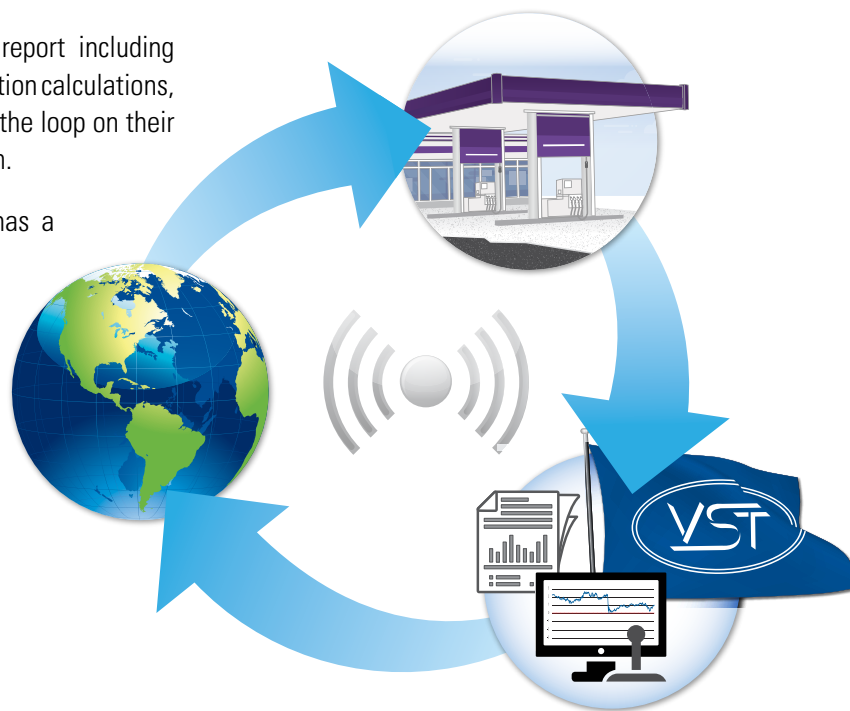 report including
tion calculations,
the loop on their
has a
VST